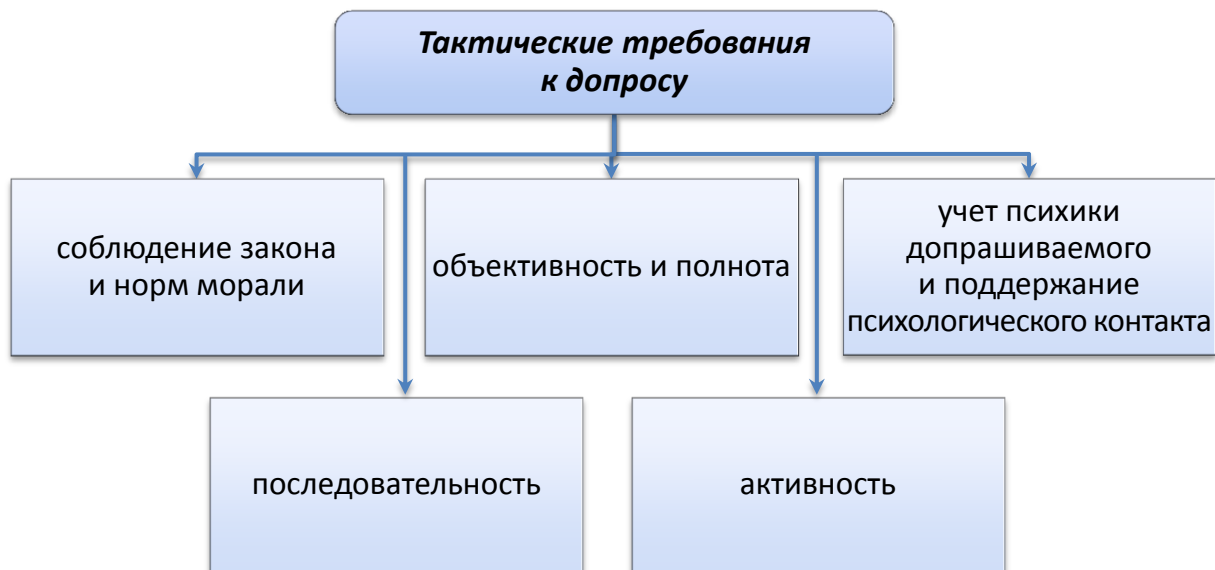 Тактические требования
к допросу
соблюдение закона
и норм морали
объективность и полнота
учет психики
допрашиваемого
и поддержание
психологического контакта
последовательность
активность